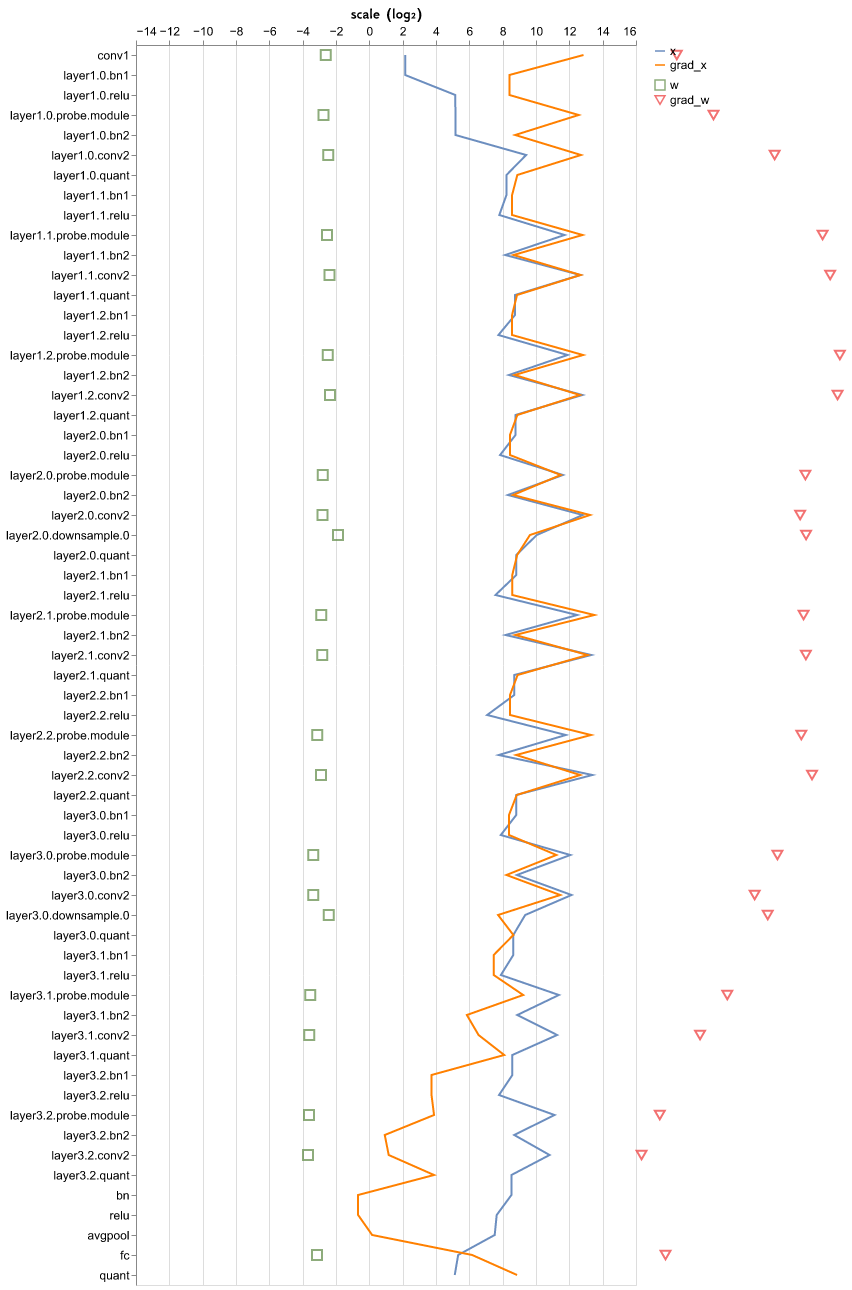 scale (log₂)
−14 −12 −10 −8 −6 −4 −2 0 2 4 6 8 10 12 14 16
conv1
layer1.0.bn1
layer1.0.relu
layer1.0.probe.module
layer1.0.bn2
layer1.0.conv2
layer1.0.quant
layer1.1.bn1
layer1.1.relu
layer1.1.probe.module
layer1.1.bn2
layer1.1.conv2
layer1.1.quant
layer1.2.bn1
layer1.2.relu
layer1.2.probe.module
layer1.2.bn2
layer1.2.conv2
layer1.2.quant
layer2.0.bn1
layer2.0.relu
layer2.0.probe.module
layer2.0.bn2
layer2.0.conv2
layer2.0.downsample.0
layer2.0.quant
layer2.1.bn1
layer2.1.relu
layer2.1.probe.module
layer2.1.bn2
layer2.1.conv2
layer2.1.quant
layer2.2.bn1
layer2.2.relu
layer2.2.probe.module
layer2.2.bn2
layer2.2.conv2
layer2.2.quant
layer3.0.bn1
layer3.0.relu
layer3.0.probe.module
layer3.0.bn2
layer3.0.conv2
layer3.0.downsample.0
layer3.0.quant
layer3.1.bn1
layer3.1.relu
layer3.1.probe.module
layer3.1.bn2
layer3.1.conv2
layer3.1.quant
layer3.2.bn1
layer3.2.relu
layer3.2.probe.module
layer3.2.bn2
layer3.2.conv2
layer3.2.quant
bn
relu
avgpool
fc
quant
x
grad_x
w
grad_w